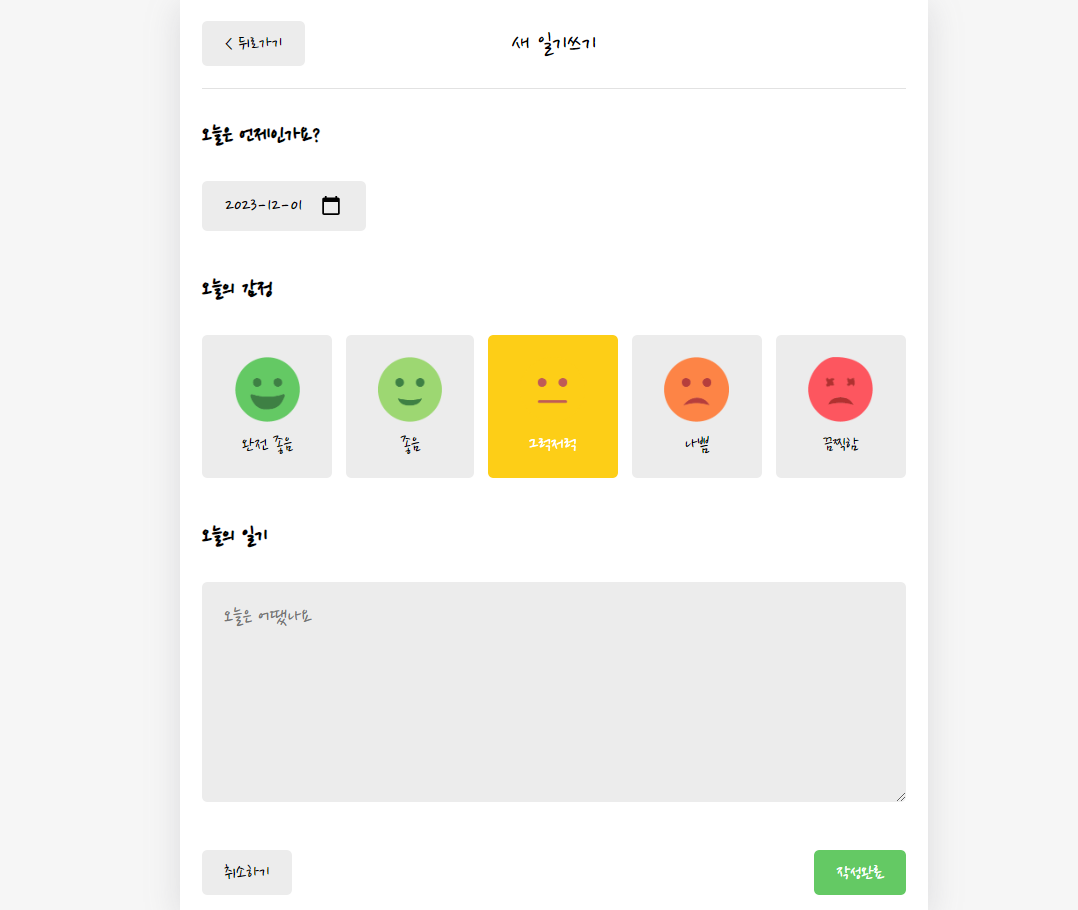 < 뒤로가기
새 일기쓰기
오늘은 언제인가요?
2023-12-01
오늘의 감정
완전 좋음
좋음
그럭저럭
나쁨
끔찍함
오늘의 일기
오늘은 어땠나요
취소하기
작성완료